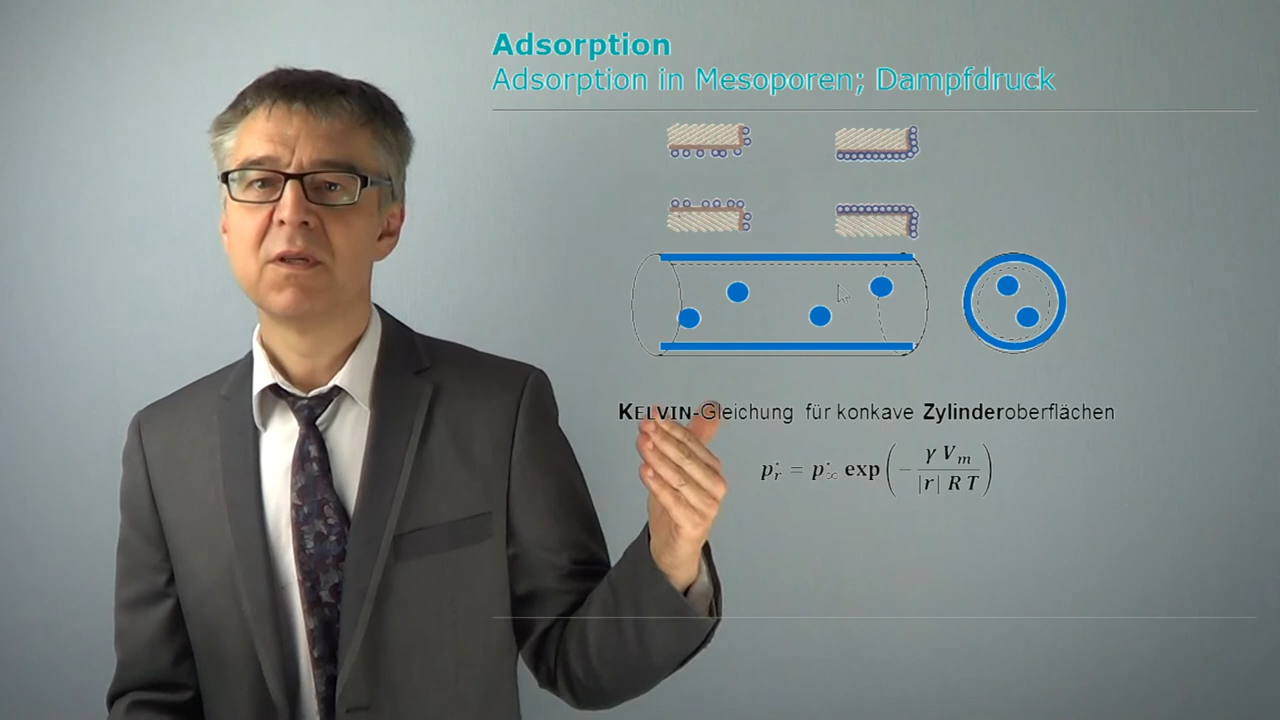 Adsorption
Adsorption in Mesoporen; Dampfdruck
KELVIN-Gleichung für konkave Zylinderoberflächen
p*r = p*∞ exp(−γ Vm / |r| R T)